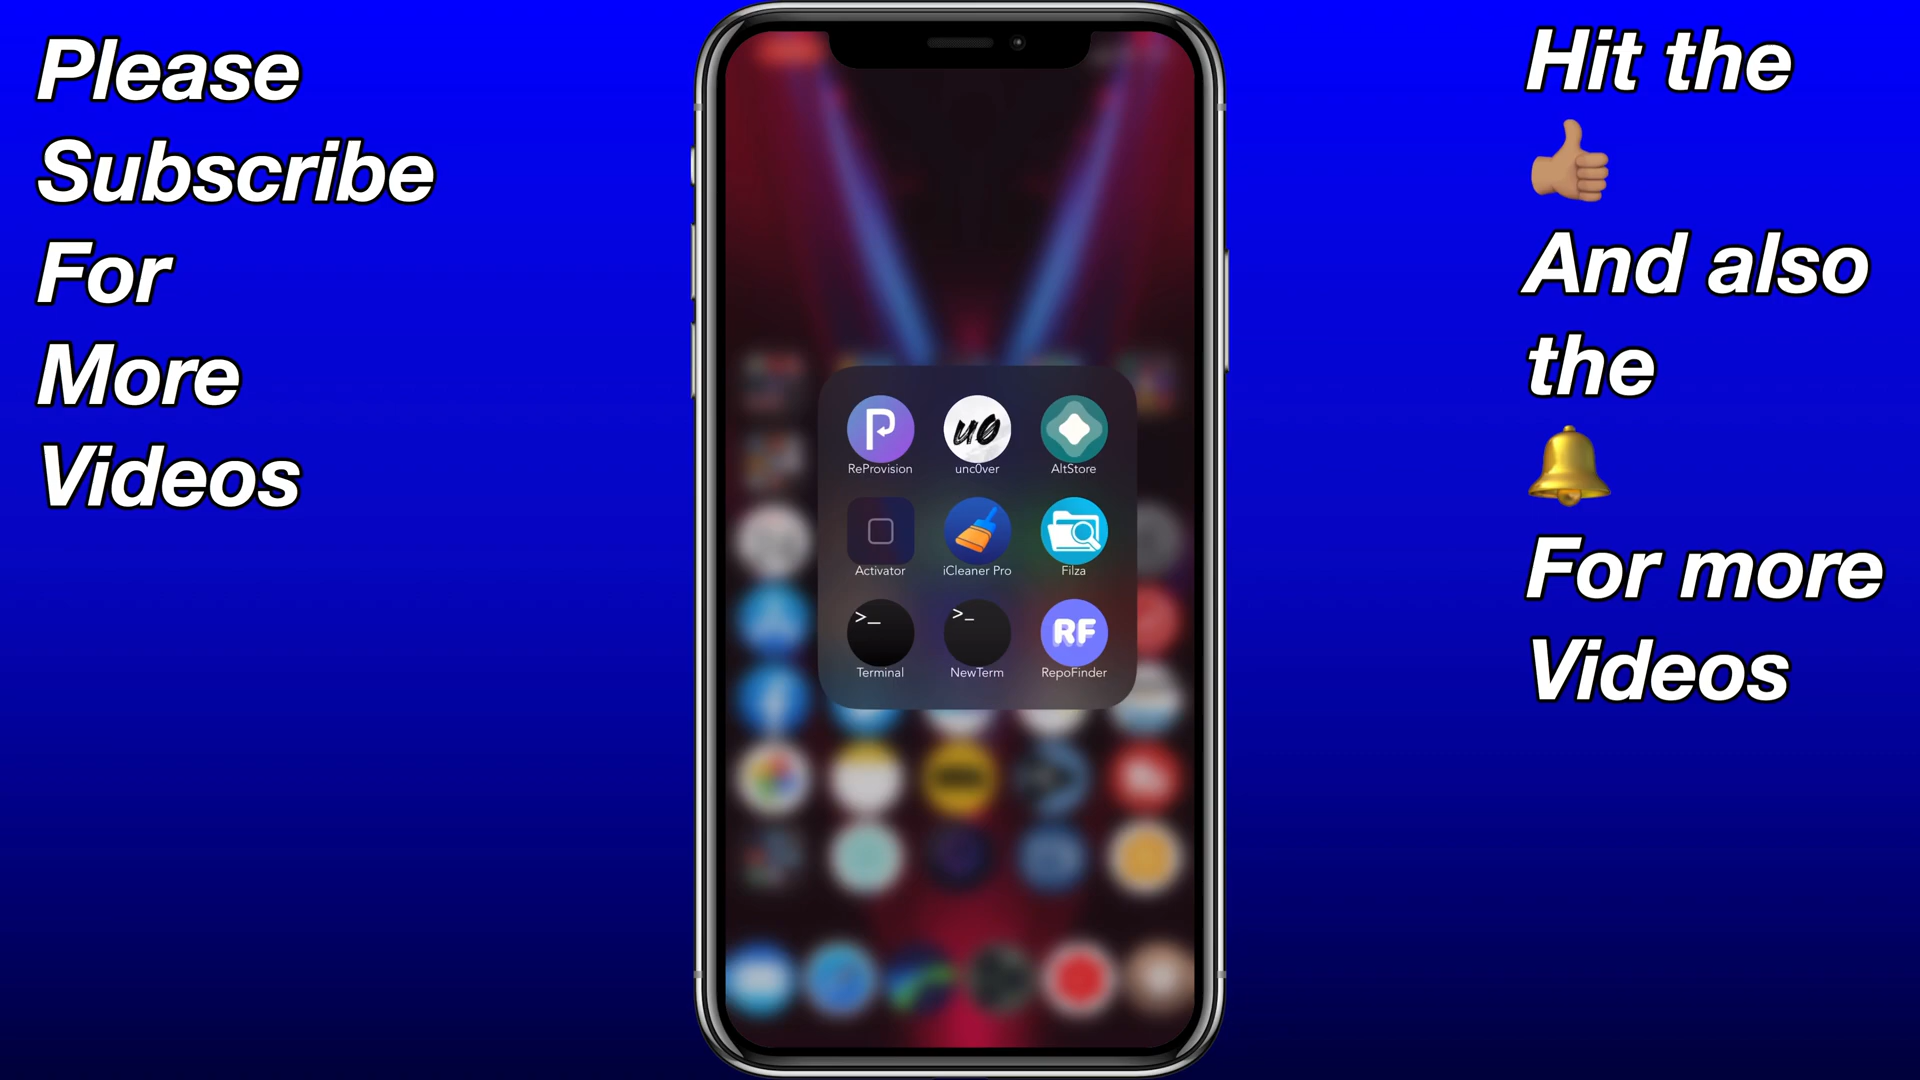 Please
Subscribe
For
More
Videos
Hit the
👍🏽
And also
the
🔔
For more
Videos
P
u0
ReProvision unc0ver AltStore
Activator iCleaner Pro Filza
>_ >_ RF
Terminal NewTerm RepoFinder